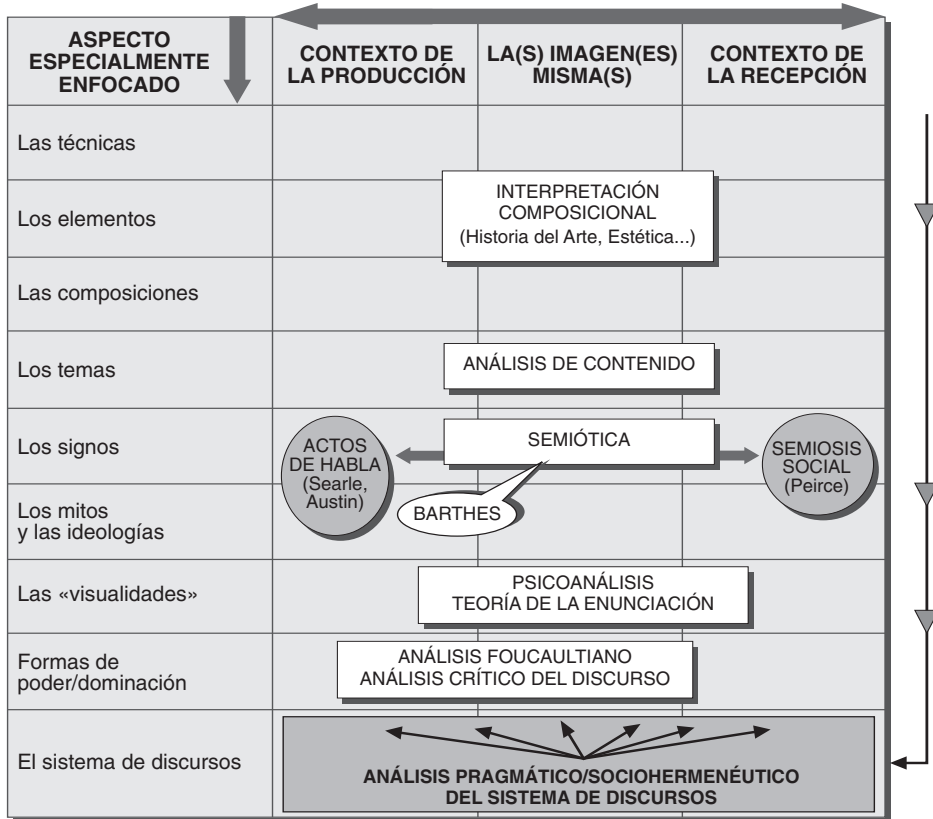 ASPECTO
ESPECIALMENTE
ENFOCADO
CONTEXTO DE
LA PRODUCCIÓN
LA(S) IMAGEN(ES)
MISMA(S)
CONTEXTO DE
LA RECEPCIÓN
Las técnicas
Los elementos
INTERPRETACIÓN
COMPOSICIONAL
(Historia del Arte, Estética...)
Las composiciones
Los temas
ANÁLISIS DE CONTENIDO
Los signos
ACTOS
DE HABLA
(Searle,
Austin)
SEMIÓTICA
SEMIOSIS
SOCIAL
(Peirce)
Los mitos
y las ideologías
BARTHES
Las «visualidades»
PSICOANÁLISIS
TEORÍA DE LA ENUNCIACIÓN
Formas de
poder/dominación
ANÁLISIS FOUCAULTIANO
ANÁLISIS CRÍTICO DEL DISCURSO
El sistema de discursos
ANÁLISIS PRAGMÁTICO/SOCIOHERMENÉUTICO
DEL SISTEMA DE DISCURSOS